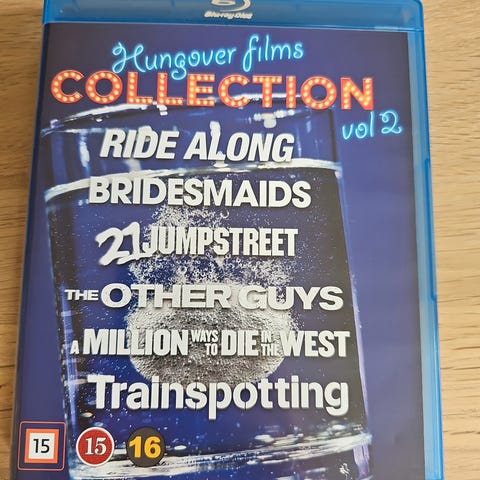 Blu-ray Disc
Hungover films
COLLECTION
vol 2
RIDE ALONG
BRIDESMAIDS
21 JUMPSTREET
THE OTHER GUYS
A MILLION WAYS TO DIE IN THE WEST
Trainspotting
15 15 16